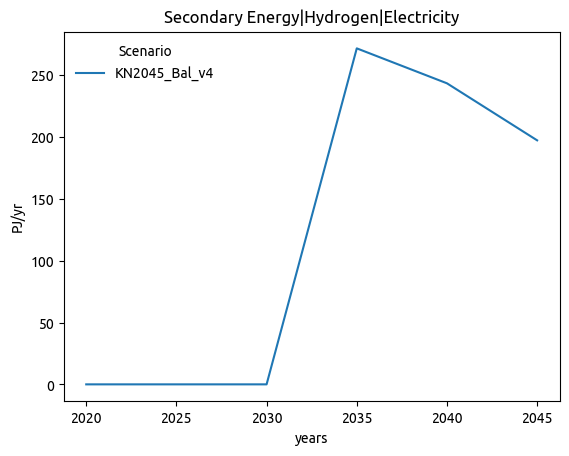 Secondary Energy|Hydrogen|Electricity
Scenario
KN2045_Bal_v4
PJ/yr
250
200
150
100
50
0
2020 2025 2030 2035 2040 2045
years